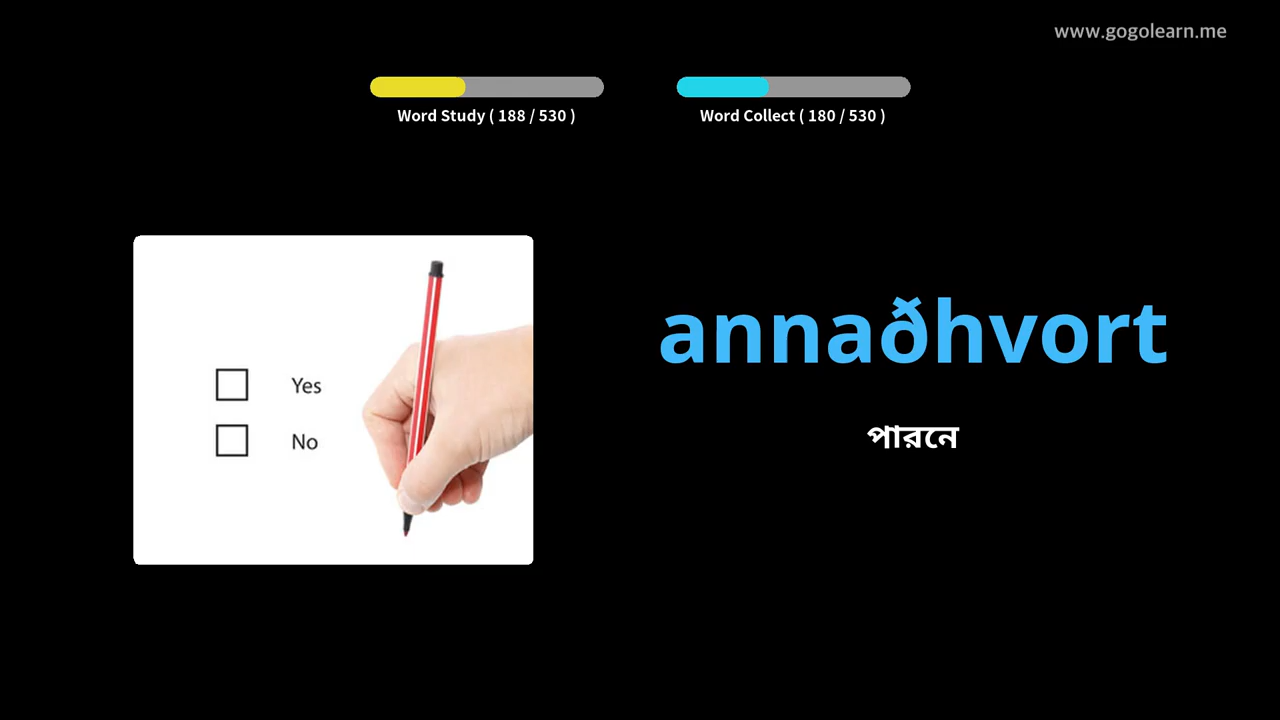 www.gogolearn.me
Word Study ( 188 / 530 )
Word Collect ( 180 / 530 )
Yes
No
annaðhvort
পারনে